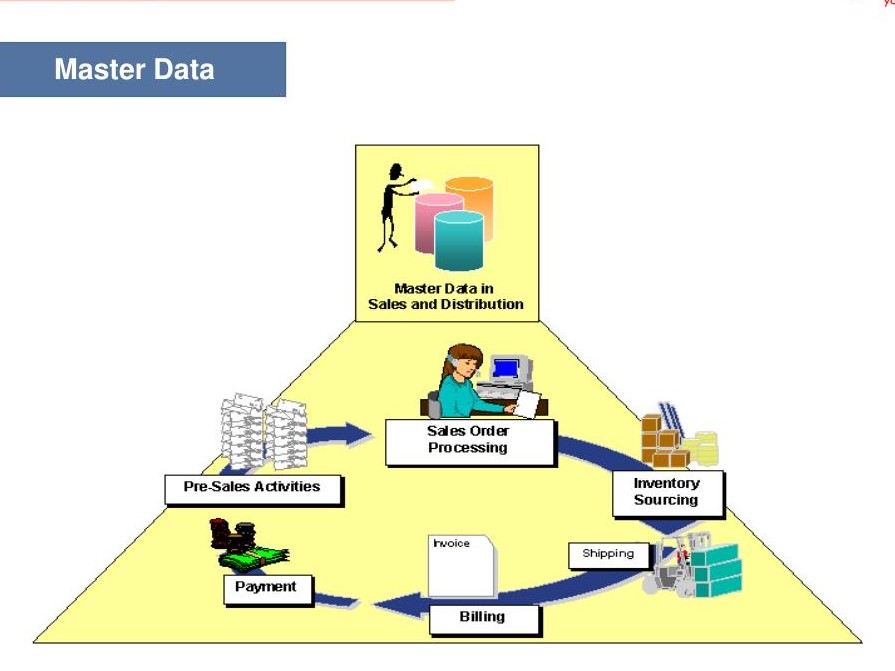 Master Data
Master Data in
Sales and Distribution
Sales Order
Processing
Pre-Sales Activities
Inventory
Sourcing
Invoice
Shipping
Payment
Billing